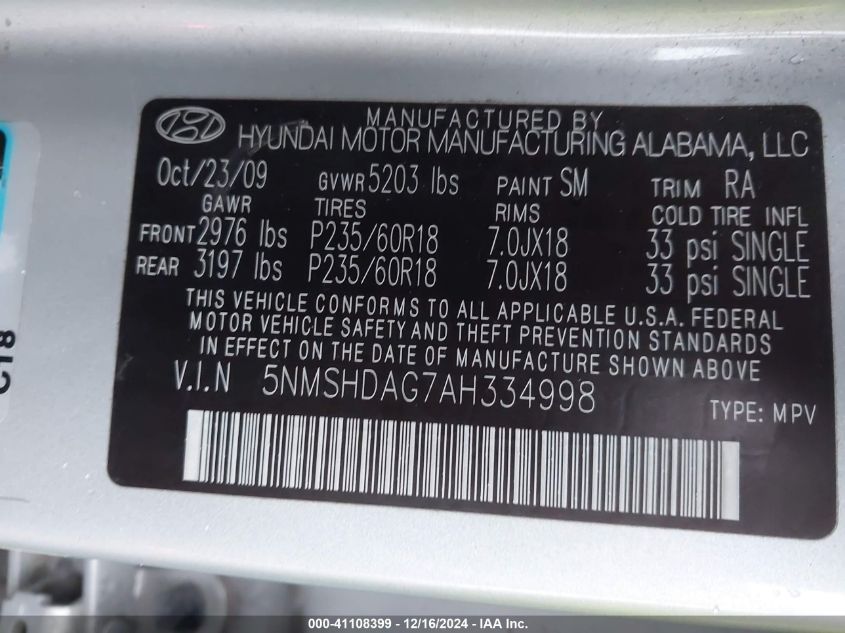 MANUFACTURED BY
HYUNDAI MOTOR MANUFACTURING ALABAMA, LLC
Oct/23/09 GVWR 5203 lbs PAINT SM TRIM RA
GAWR TIRES RIMS COLD TIRE INFL
FRONT 2976 lbs P235/60R18 7.0JX18 33 psi SINGLE
REAR 3197 lbs P235/60R18 7.0JX18 33 psi SINGLE
THIS VEHICLE CONFORMS TO ALL APPLICABLE U.S.A. FEDERAL
MOTOR VEHICLE SAFETY AND THEFT PREVENTION STANDARDS
IN EFFECT ON THE DATE OF MANUFACTURE SHOWN ABOVE
V.I.N 5NMSHDAG7AH334998 TYPE: MPV
C18
000-41108399 - 12/16/2024 - IAA Inc.